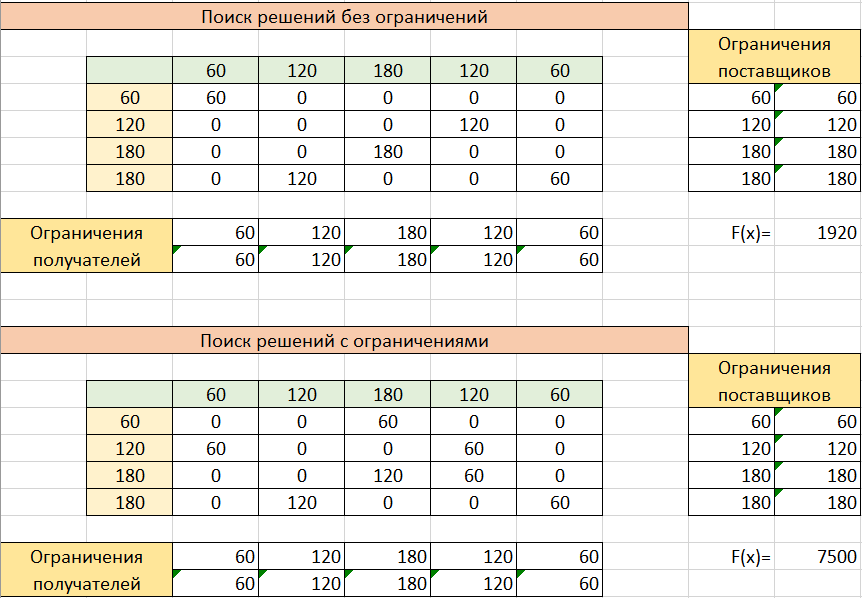 Поиск решений без ограничений
Ограничения
поставщиков
60 120 180 120 60
60 60 0 0 0 0 60 60
120 0 0 0 120 0 120 120
180 0 0 180 0 0 180 180
180 0 120 0 0 60 180 180
Ограничения 60 120 180 120 60 F(x)= 1920
получателей 60 120 180 120 60
Поиск решений с ограничениями
Ограничения
поставщиков
60 120 180 120 60
60 0 0 60 0 0 60 60
120 60 0 0 60 0 120 120
180 0 0 120 60 0 180 180
180 0 120 0 0 60 180 180
Ограничения 60 120 180 120 60 F(x)= 7500
получателей 60 120 180 120 60